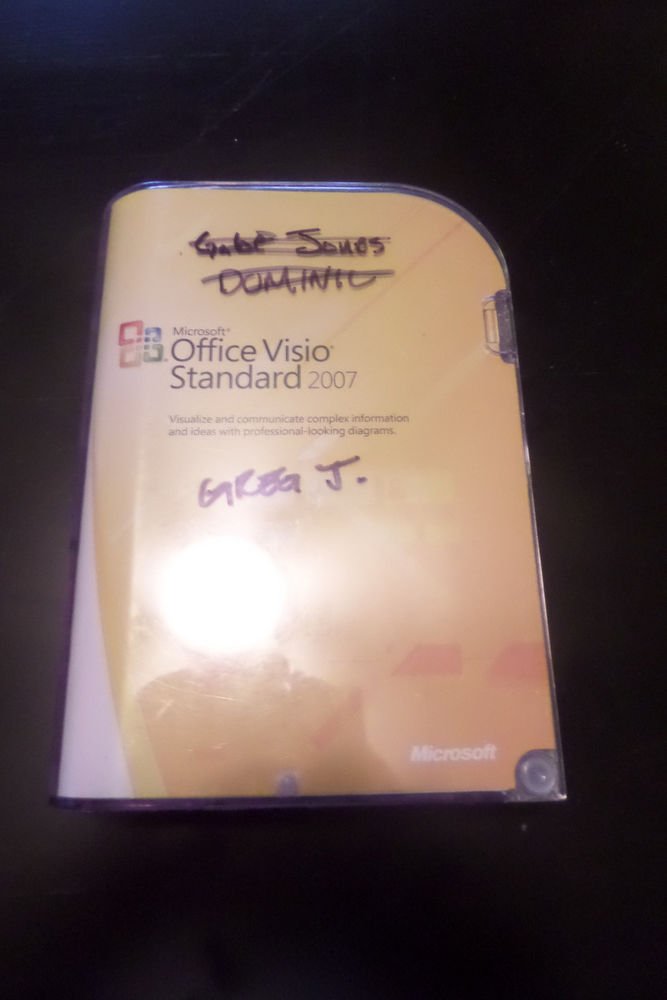 Gabe Jones
DOMINIC
Microsoft®
Office Visio®
Standard 2007
Visualize and communicate complex information
and ideas with professional-looking diagrams.
GREG J.
Microsoft